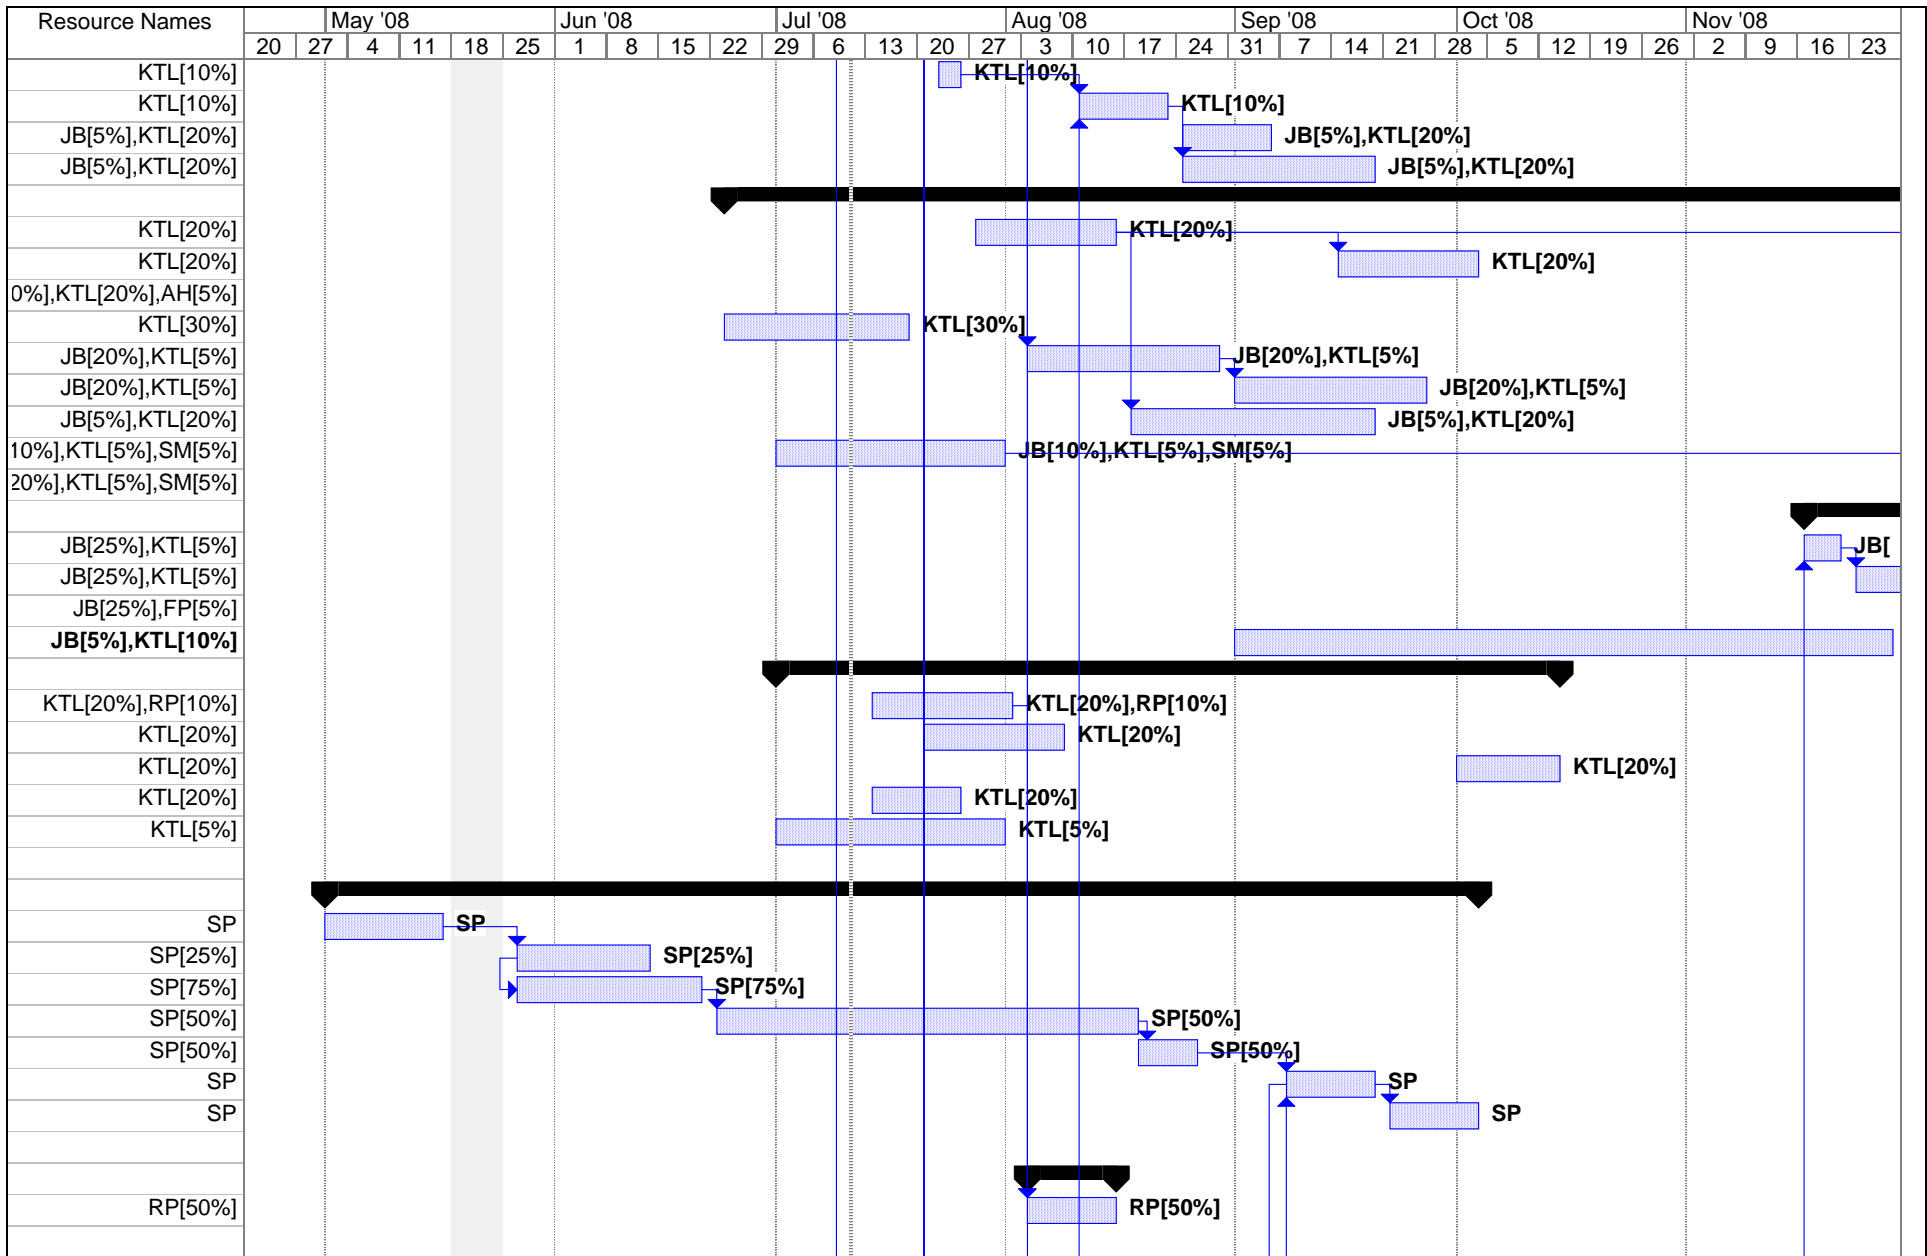 Resource Names May '08 Jun '08 Jul '08 Aug '08 Sep '08 Oct '08 Nov '08
20 27 4 11 18 25 1 8 15 22 29 6 13 20 27 3 10 17 24 31 7 14 21 28 5 12 19 26 2 9 16 23
KTL[10%] KTL[10%]
KTL[10%] KTL[10%]
JB[5%],KTL[20%] JB[5%],KTL[20%]
JB[5%],KTL[20%] JB[5%],KTL[20%]
KTL[20%] KTL[20%]
KTL[20%] KTL[20%]
0%],KTL[20%],AH[5%]
KTL[30%] KTL[30%]
JB[20%],KTL[5%] JB[20%],KTL[5%]
JB[20%],KTL[5%] JB[20%],KTL[5%]
JB[5%],KTL[20%] JB[5%],KTL[20%]
10%],KTL[5%],SM[5%] JB[10%],KTL[5%],SM[5%]
20%],KTL[5%],SM[5%]
JB[25%],KTL[5%] JB[
JB[25%],KTL[5%]
JB[25%],FP[5%]
JB[5%],KTL[10%]
KTL[20%],RP[10%] KTL[20%],RP[10%]
KTL[20%] KTL[20%]
KTL[20%] KTL[20%]
KTL[20%] KTL[20%]
KTL[5%] KTL[5%]
SP SP
SP[25%] SP[25%]
SP[75%] SP[75%]
SP[50%] SP[50%]
SP[50%] SP[50%]
SP SP
SP SP
RP[50%] RP[50%]